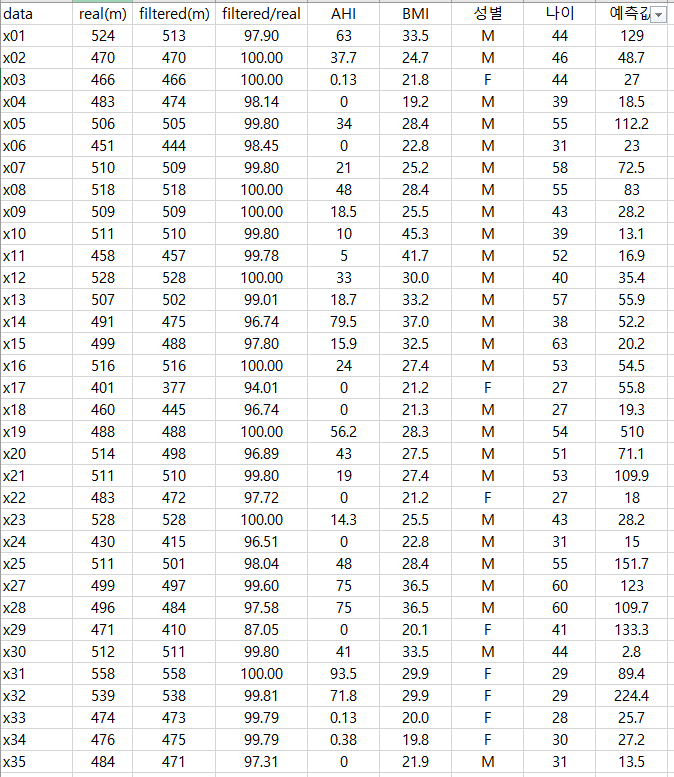 data real(m) filtered(m) filtered/real AHI BMI 성별 나이 예측값
x01 524 513 97.90 63 33.5 M 44 129
x02 470 470 100.00 37.7 24.7 M 46 48.7
x03 466 466 100.00 0.13 21.8 F 44 27
x04 483 474 98.14 0 19.2 M 39 18.5
x05 506 505 99.80 34 28.4 M 55 112.2
x06 451 444 98.45 0 22.8 M 31 23
x07 510 509 99.80 21 25.2 M 58 72.5
x08 518 518 100.00 48 28.4 M 55 83
x09 509 509 100.00 18.5 25.5 M 43 28.2
x10 511 510 99.80 10 45.3 M 39 13.1
x11 458 457 99.78 5 41.7 M 52 16.9
x12 528 528 100.00 33 30.0 M 40 35.4
x13 507 502 99.01 18.7 33.2 M 57 55.9
x14 491 475 96.74 79.5 37.0 M 38 52.2
x15 499 488 97.80 15.9 32.5 M 63 20.2
x16 516 516 100.00 24 27.4 M 53 54.5
x17 401 377 94.01 0 21.2 F 27 55.8
x18 460 445 96.74 0 21.3 M 27 19.3
x19 488 488 100.00 56.2 28.3 M 54 510
x20 514 498 96.89 43 27.5 M 51 71.1
x21 511 510 99.80 19 27.4 M 53 109.9
x22 483 472 97.72 0 21.2 F 27 18
x23 528 528 100.00 14.3 25.5 M 43 28.2
x24 430 415 96.51 0 22.8 M 31 15
x25 511 501 98.04 48 28.4 M 55 151.7
x27 499 497 99.60 75 36.5 M 60 123
x28 496 484 97.58 75 36.5 M 60 109.7
x29 471 410 87.05 0 20.1 F 41 133.3
x30 512 511 99.80 41 33.5 M 44 2.8
x31 558 558 100.00 93.5 29.9 F 29 89.4
x32 539 538 99.81 71.8 29.9 F 29 224.4
x33 474 473 99.79 0.13 20.0 F 28 25.7
x34 476 475 99.79 0.38 19.8 F 30 27.2
x35 484 471 97.31 0 21.9 M 31 13.5